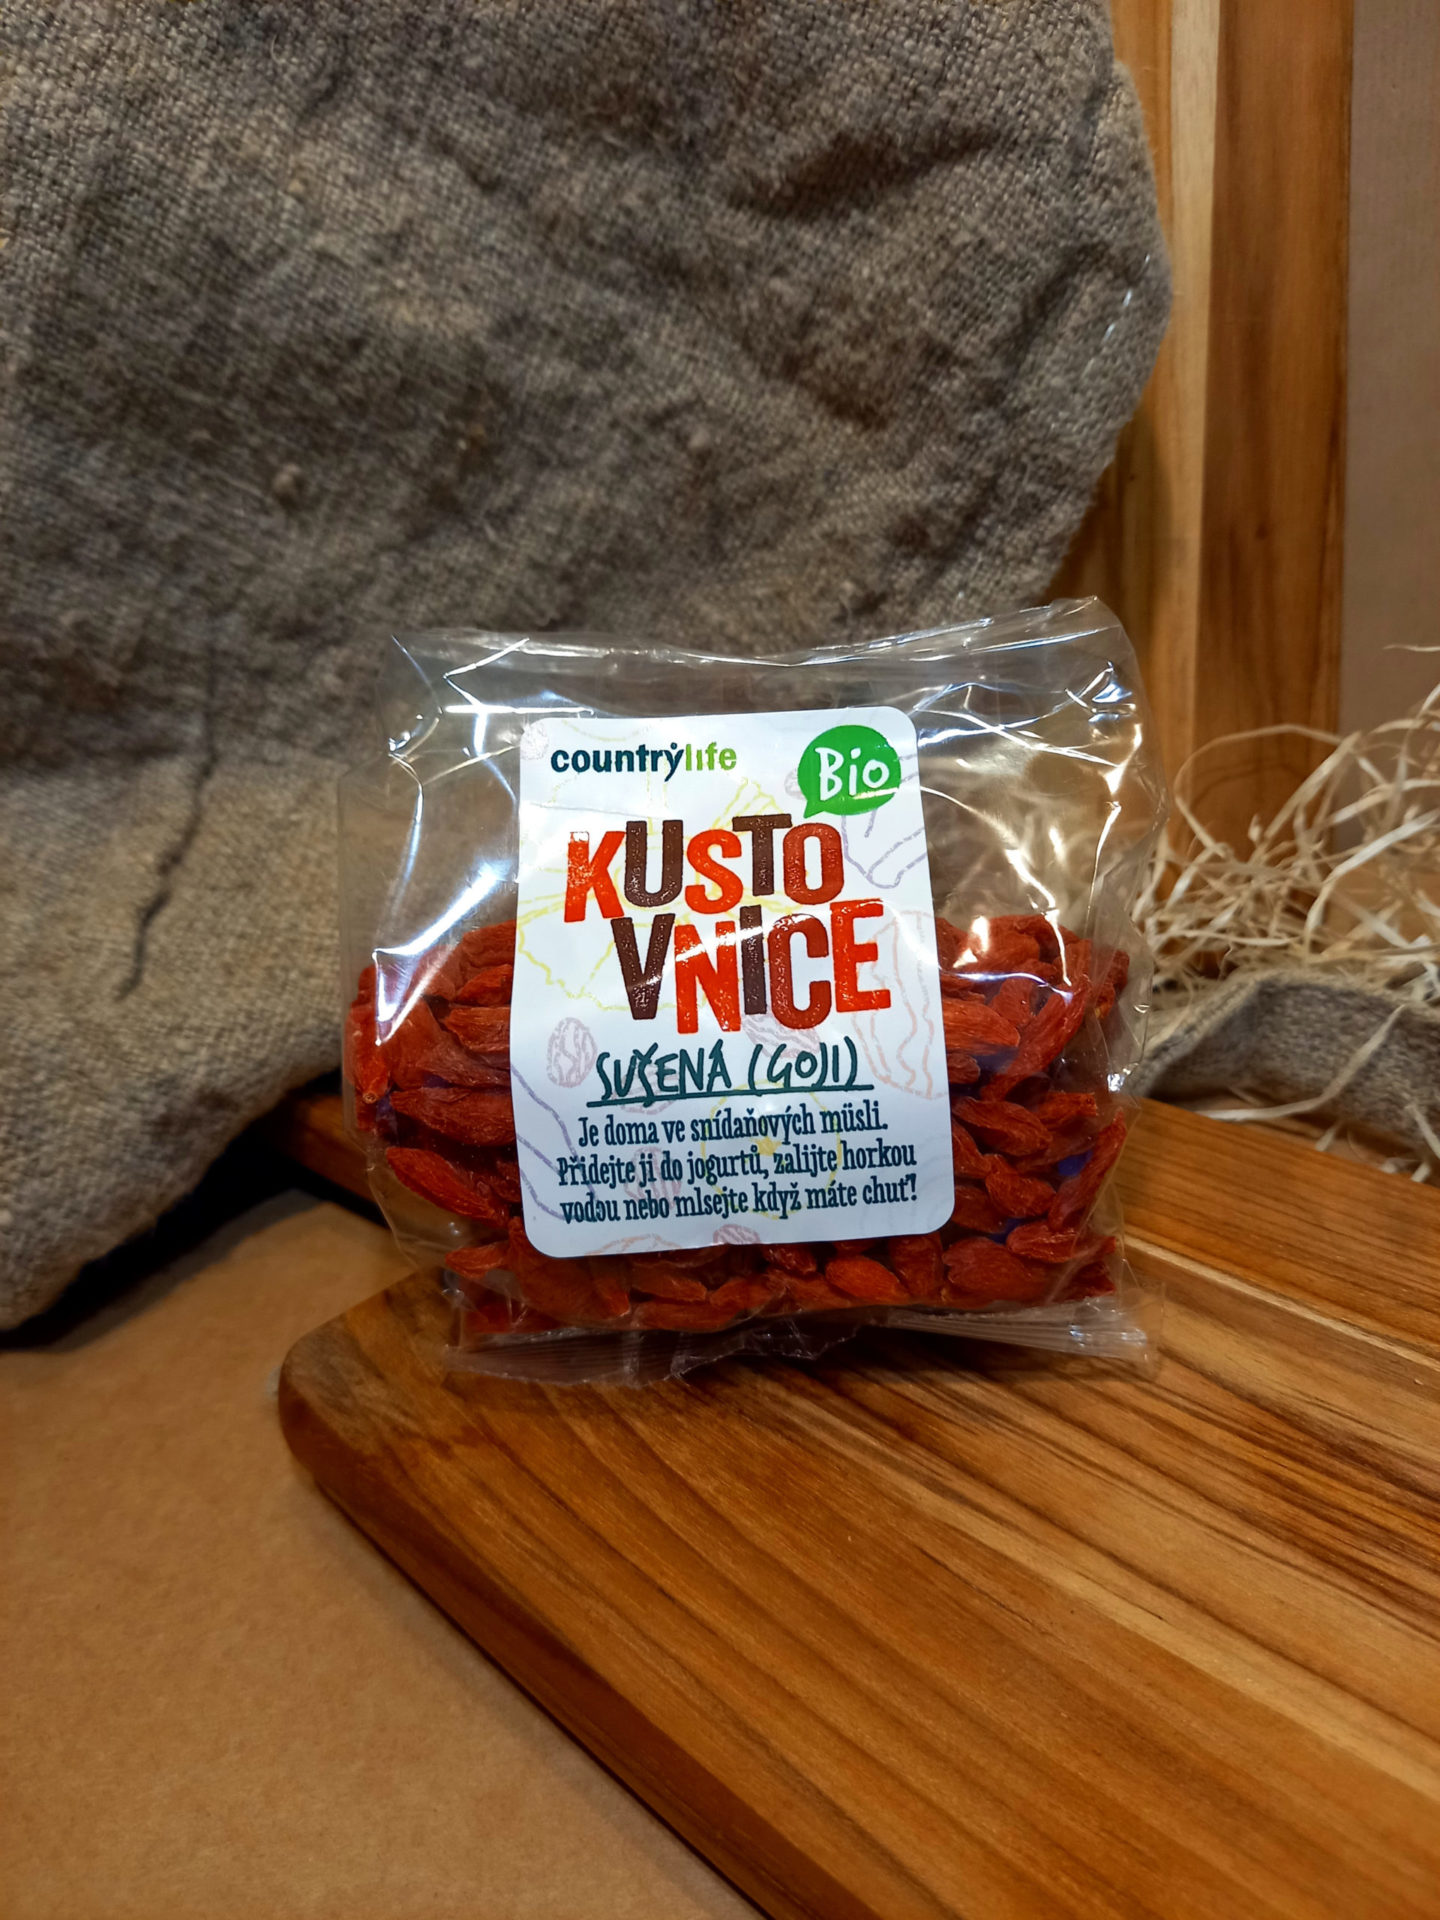 countrylife
Bio
KUSTO
VNICE
SUŠENÁ (GOJI)
Je doma ve snídaňových müsli.
Přidejte ji do jogurtů, zalijte horkou
vodou nebo mlsejte když máte chuť!